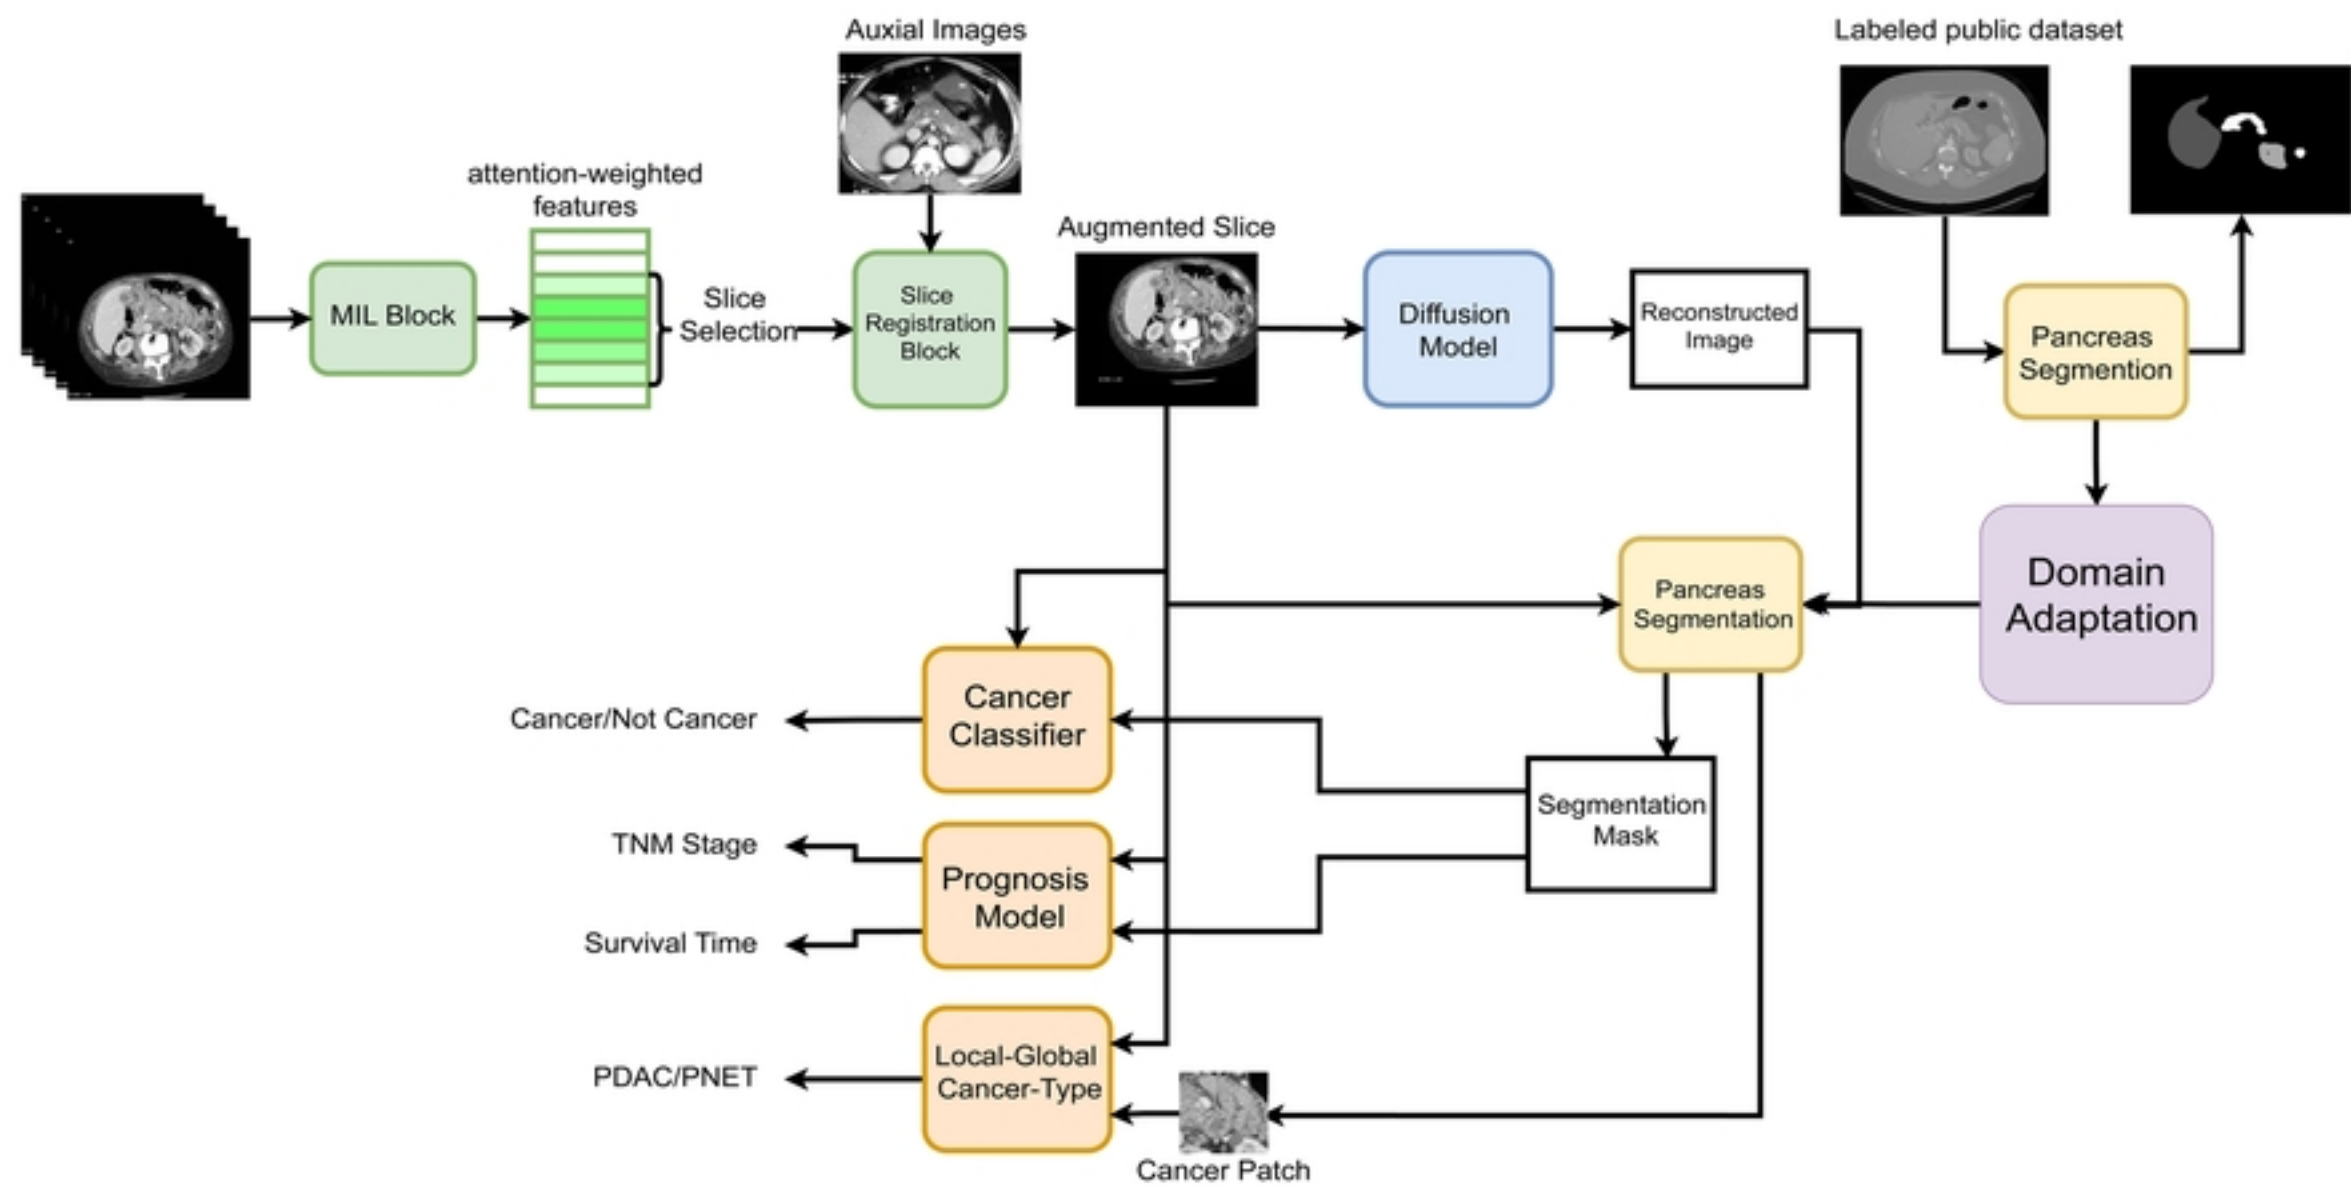 Auxial Images
Labeled public dataset
attention-weighted
features
Augmented Slice
MIL Block
Slice
Selection
Slice
Registration
Block
Diffusion
Model
Reconstructed
Image
Pancreas
Segmention
Domain
Adaptation
Pancreas
Segmentation
Cancer
Classifier
Cancer/Not Cancer
Segmentation
Mask
TNM Stage
Prognosis
Model
Survival Time
Local-Global
Cancer-Type
PDAC/PNET
Cancer Patch